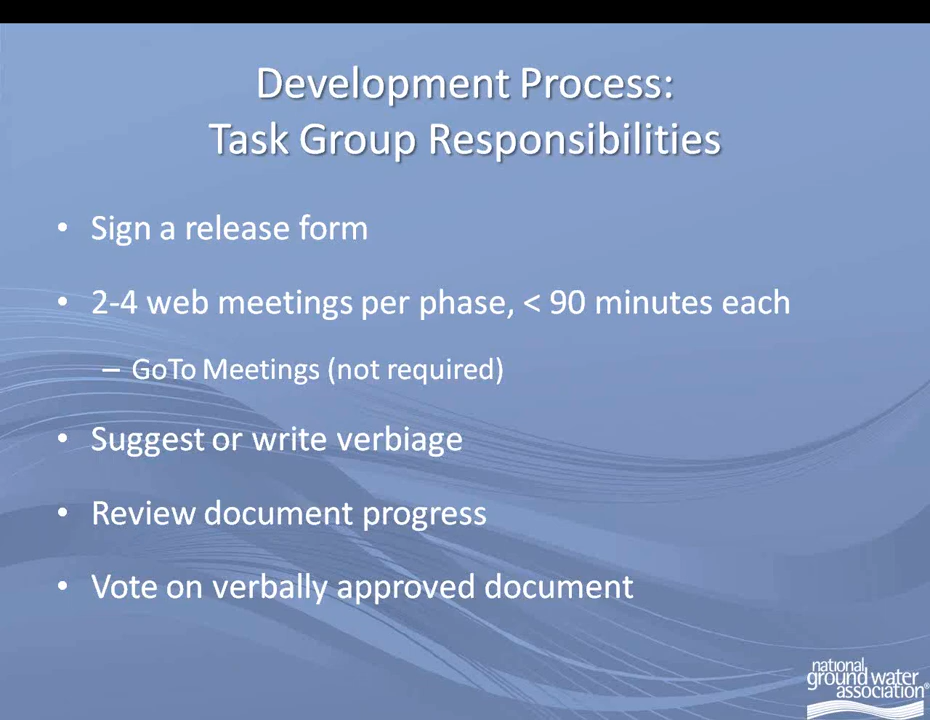 Development Process:
Task Group Responsibilities
• Sign a release form
• 2-4 web meetings per phase, < 90 minutes each
– GoTo Meetings (not required)
• Suggest or write verbiage
• Review document progress
• Vote on verbally approved document
national
ground water
association®